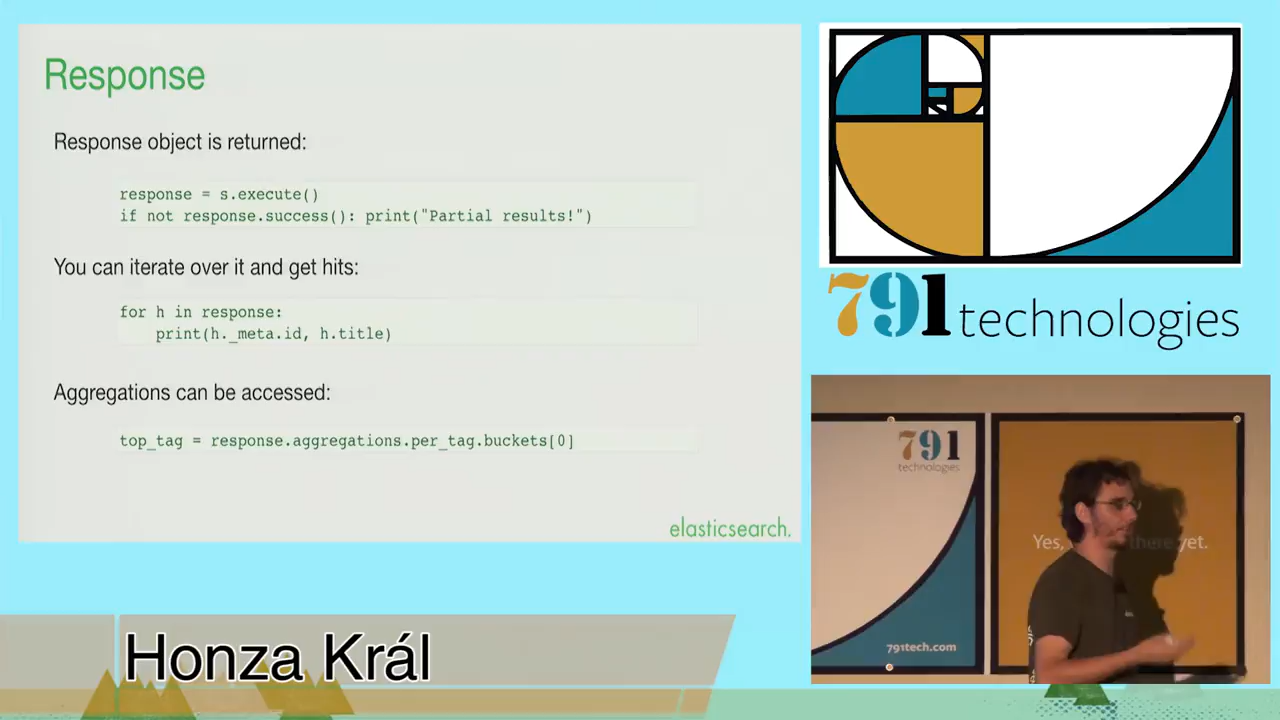 Response
Response object is returned:
response = s.execute()
if not response.success(): print("Partial results!")
You can iterate over it and get hits:
for h in response:
    print(h._meta.id, h.title)
Aggregations can be accessed:
top_tag = response.aggregations.per_tag.buckets[0]
elasticsearch.
791 technologies
791
technologies
Yes, there yet.
791tech.com
Honza Král